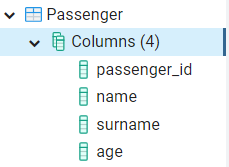 Passenger
Columns (4)
passenger_id
name
surname
age